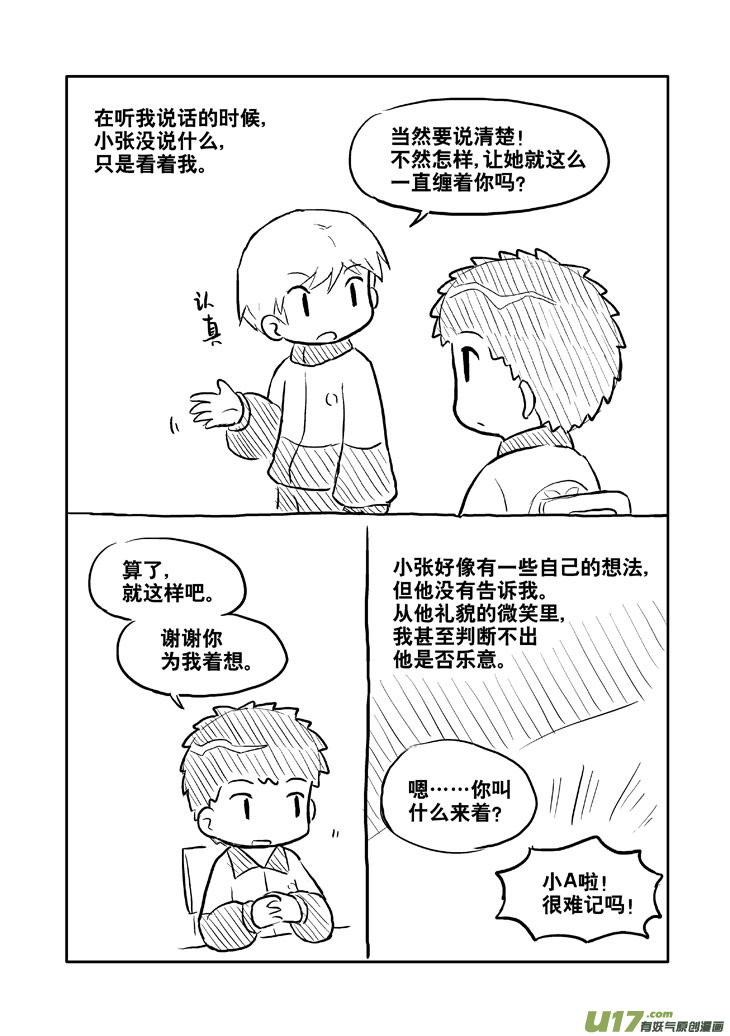 在听我说话的时候，
小张没说什么，
只是看着我。
当然要说清楚！
不然怎样，让她就这么
一直缠着你吗？
认真
算了，
就这样吧。
谢谢你
为我着想。
小张好像有一些自己的想法，
但他没有告诉我。
从他礼貌的微笑里，
我甚至判断不出
他是否乐意。
嗯……你叫
什么来着？
小A啦！
很难记吗！
U17.com
有妖气原创漫画